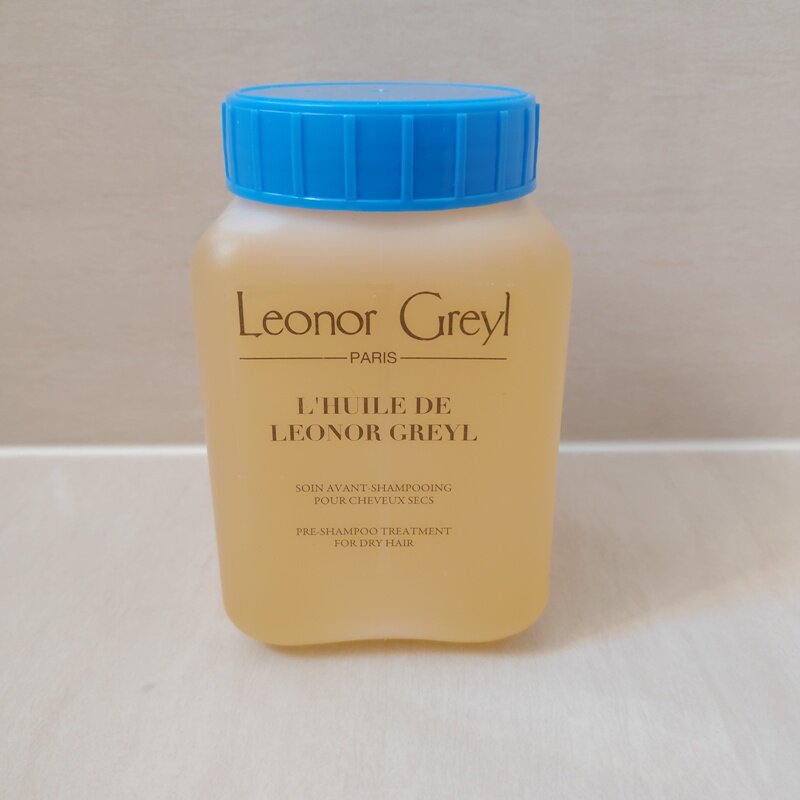 Leonor Greyl
PARIS
L'HUILE DE
LEONOR GREYL
SOIN AVANT-SHAMPOOING
POUR CHEVEUX SECS
PRE-SHAMPOO TREATMENT
FOR DRY HAIR